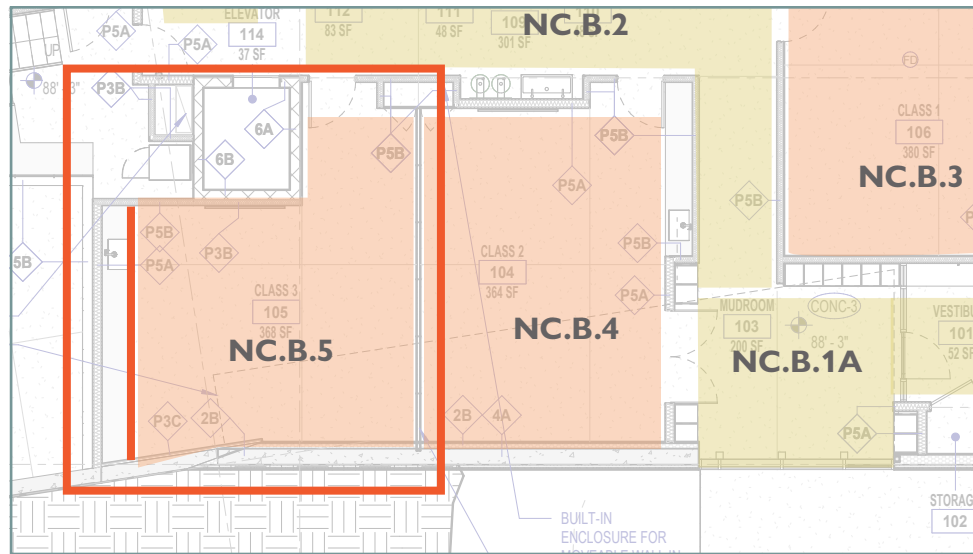 ELEVATOR
114
37 SF
112
83 SF
111
48 SF
109
301 SF
110
NC.B.2
P5A
P5A
UP
88' - 3"
P3B
6A
6B
P5B
P5B
P5A
P5B
FD
CLASS 1
106
380 SF
NC.B.3
5B
P5B
P5A
P3B
CLASS 3
105
368 SF
NC.B.5
CLASS 2
104
364 SF
NC.B.4
P5B
P5A
MUDROOM
103
200 SF
CONC-3
88' - 3"
NC.B.1A
101
52 SF
P3C
2B
2B
4A
P5A
102
BUILT-IN
ENCLOSURE FOR